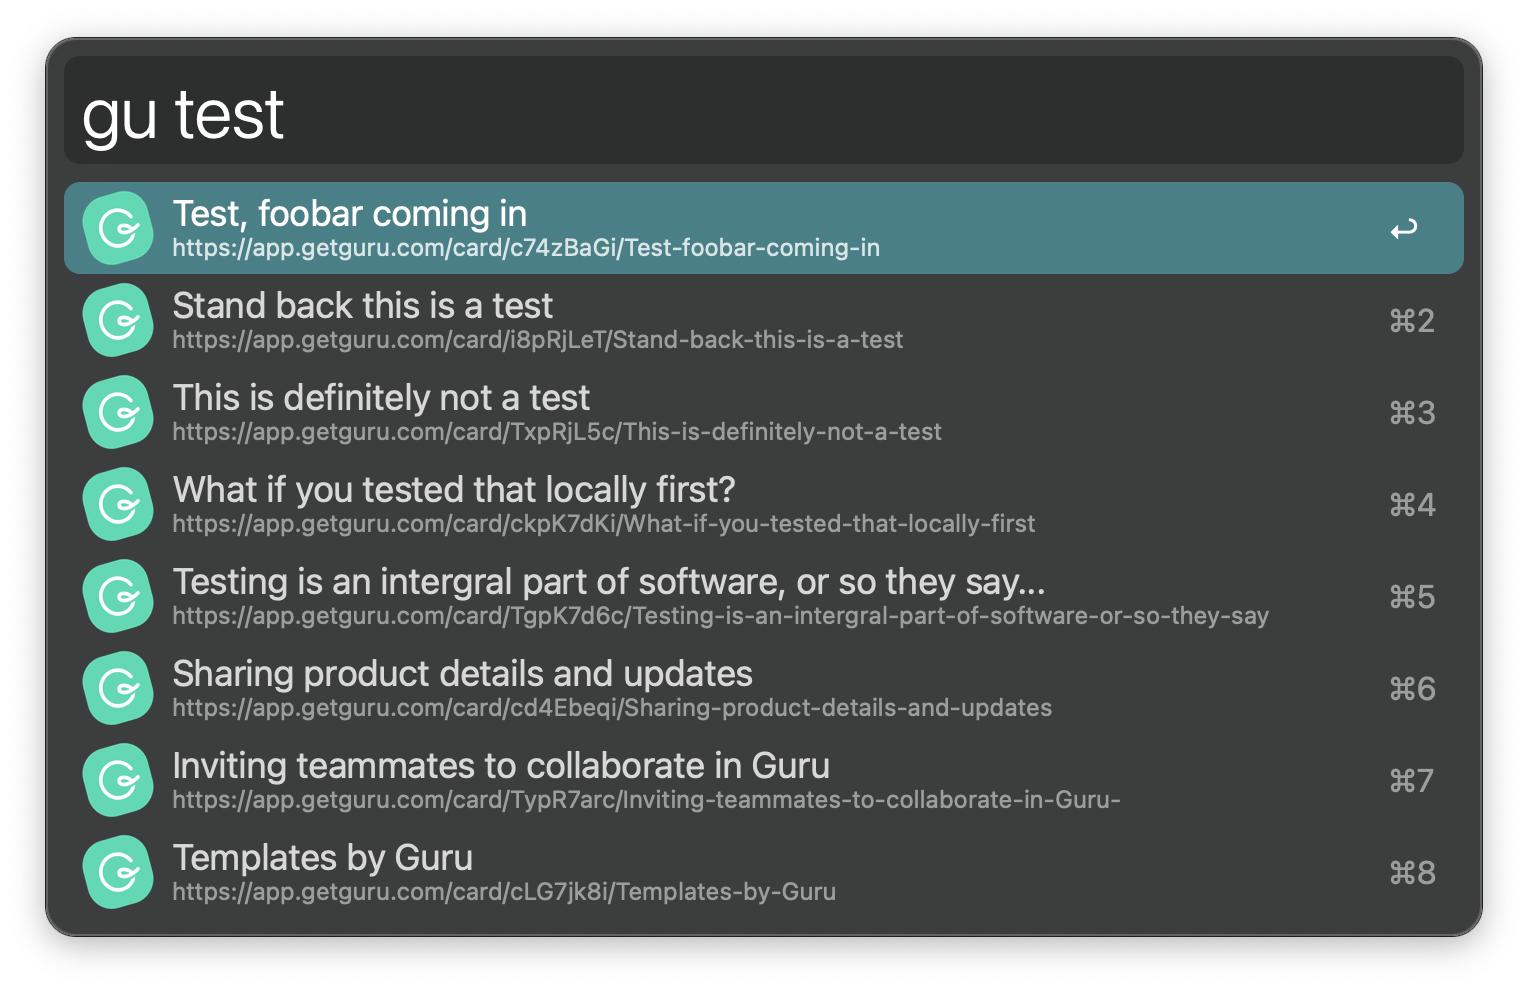 gu test
Test, foobar coming in
https://app.getguru.com/card/c74zBaGi/Test-foobar-coming-in
Stand back this is a test
https://app.getguru.com/card/i8pRjLeT/Stand-back-this-is-a-test
⌘2
This is definitely not a test
https://app.getguru.com/card/TxpRjL5c/This-is-definitely-not-a-test
⌘3
What if you tested that locally first?
https://app.getguru.com/card/ckpK7dKi/What-if-you-tested-that-locally-first
⌘4
Testing is an intergral part of software, or so they say...
https://app.getguru.com/card/TgpK7d6c/Testing-is-an-intergral-part-of-software-or-so-they-say
⌘5
Sharing product details and updates
https://app.getguru.com/card/cd4Ebeqi/Sharing-product-details-and-updates
⌘6
Inviting teammates to collaborate in Guru
https://app.getguru.com/card/TypR7arc/Inviting-teammates-to-collaborate-in-Guru-
⌘7
Templates by Guru
https://app.getguru.com/card/cLG7jk8i/Templates-by-Guru
⌘8